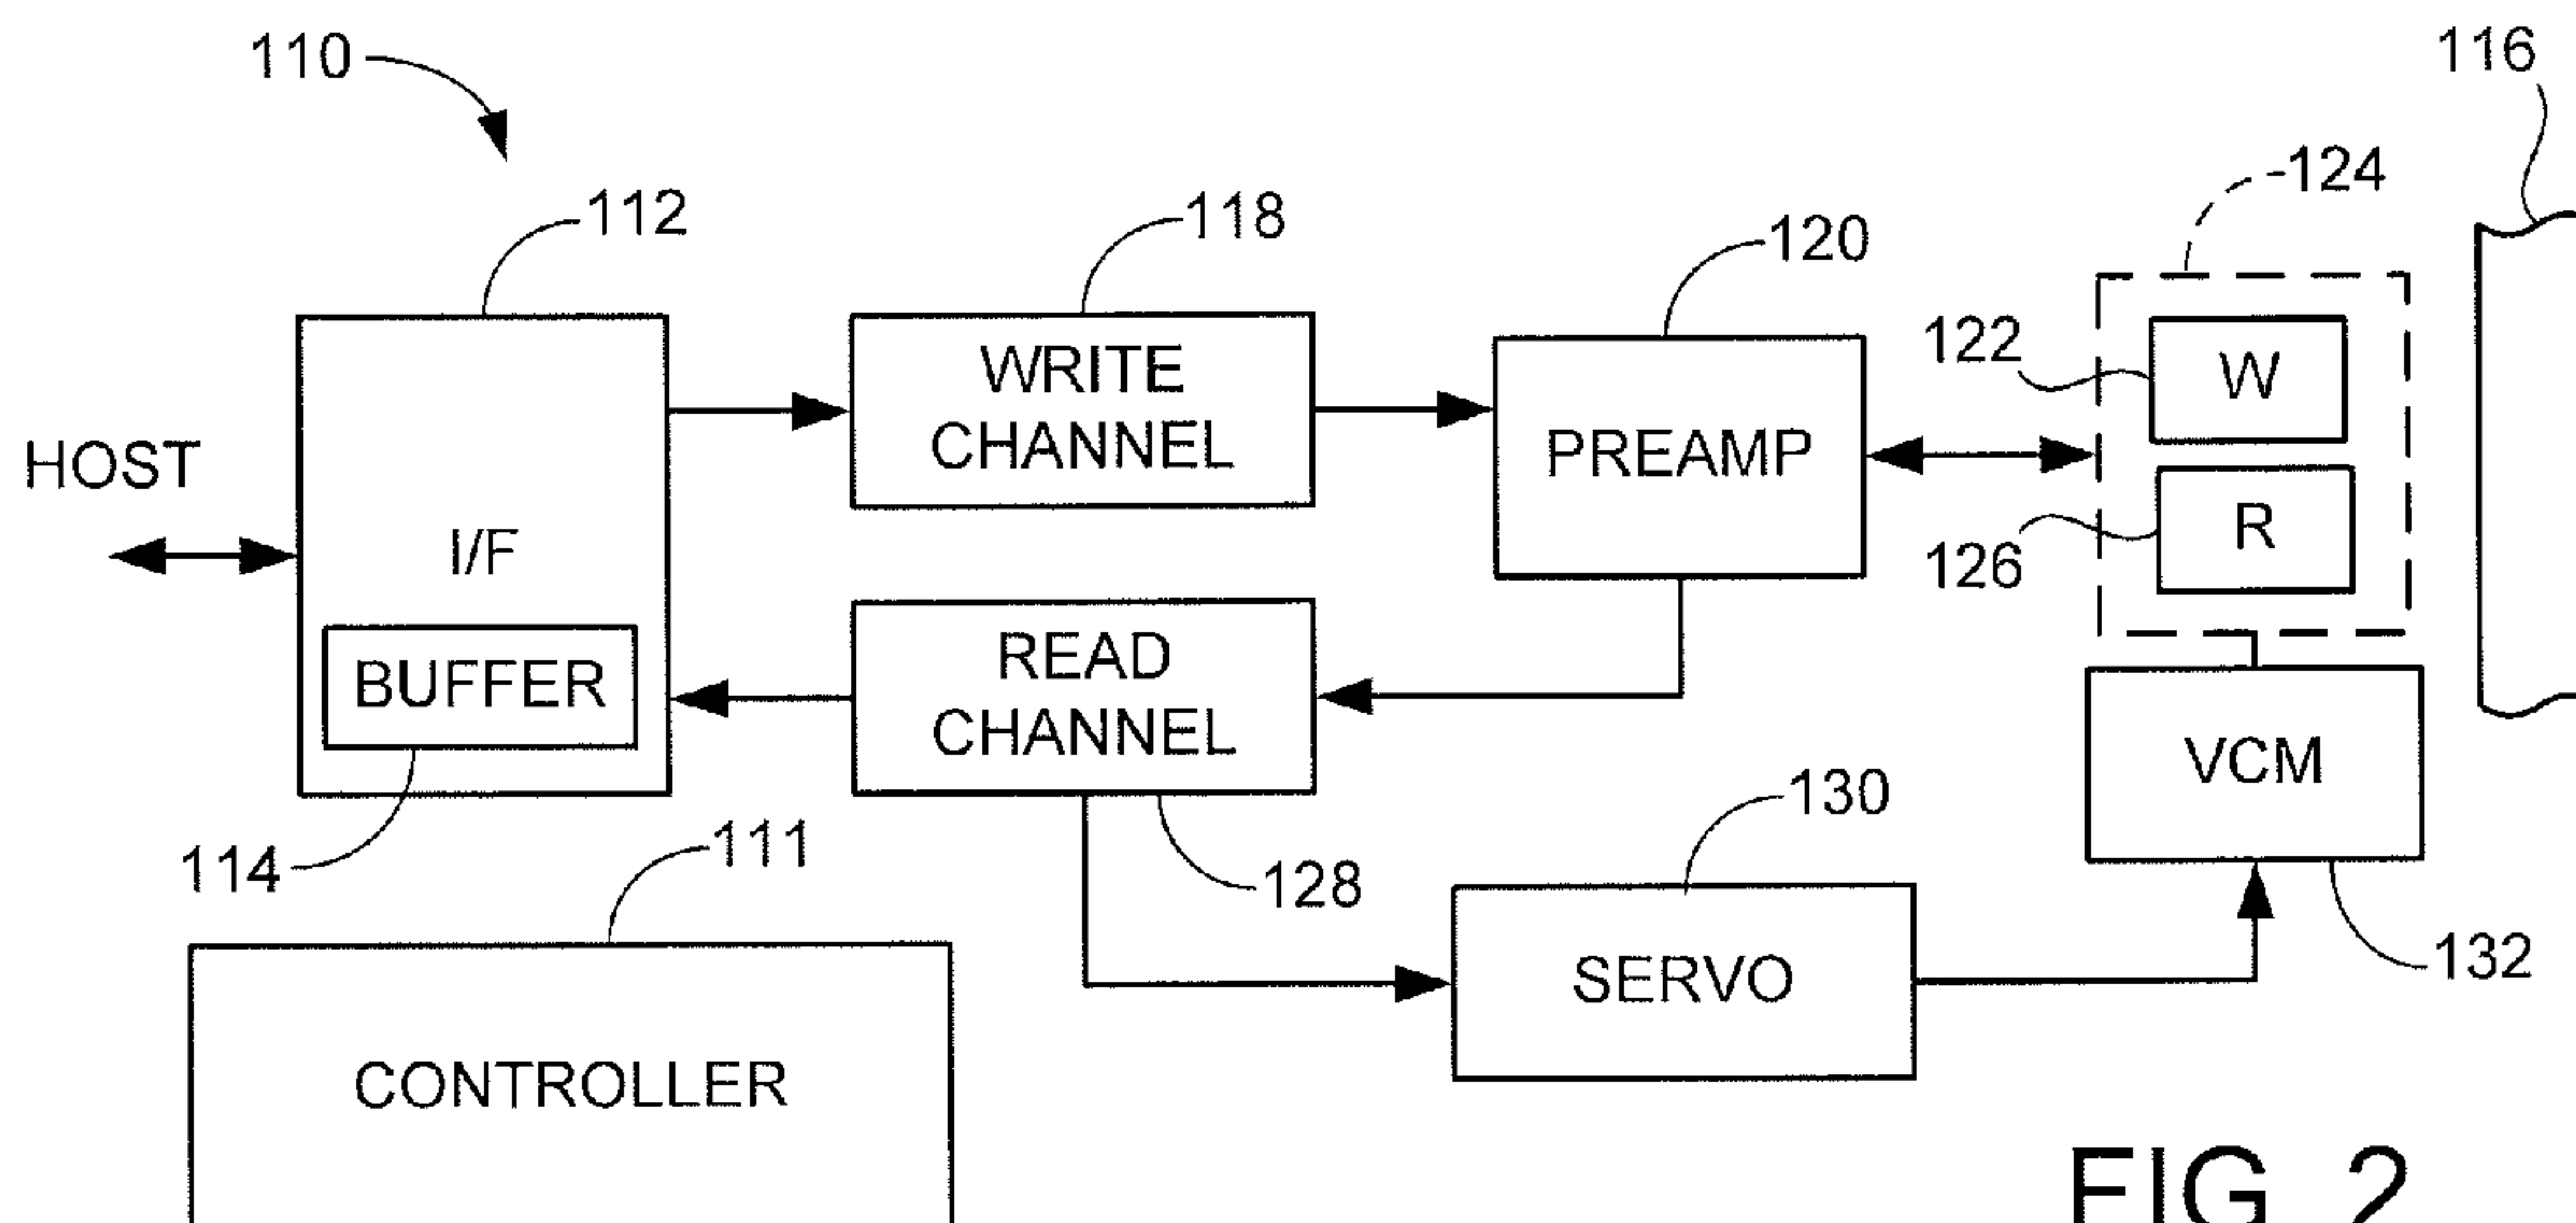 110
116
124
112
118
120
122
W
WRITE
CHANNEL
PREAMP
HOST
I/F
R
126
READ
CHANNEL
BUFFER
VCM
130
111
114
128
132
SERVO
CONTROLLER
FIG. 2